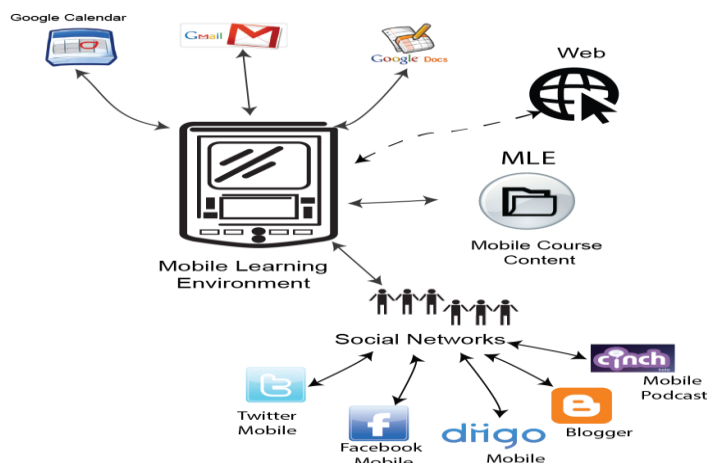 Google Calendar
Gmail
Google Docs
Web
MLE
Mobile Course
Content
Mobile Learning
Environment
Social Networks
cinch
Mobile
Podcast
Twitter
Mobile
Facebook
Mobile
diigo
Mobile
Blogger